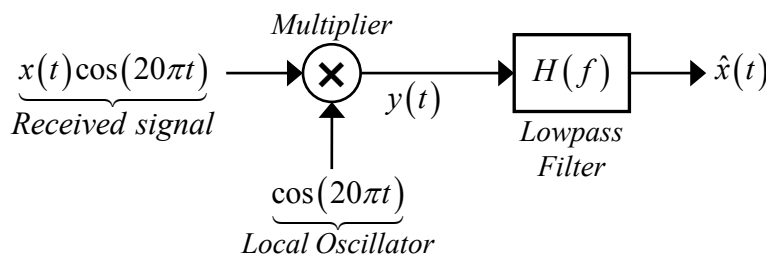 Multiplier
x(t)cos(20πt)
Received signal
×
y(t)
H(f)
x̂(t)
Lowpass
Filter
cos(20πt)
Local Oscillator